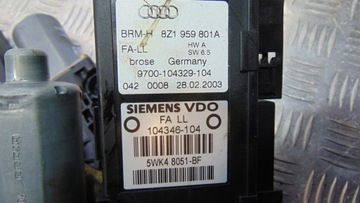 BRM-H 8Z1 959 801A
FA-LL HW A
SW 6.5
brose Germany
9700-104329-104
042 0008 28.02.2003
SIEMENS VDO
FA LL
104346-104
5WK4 8051-BF